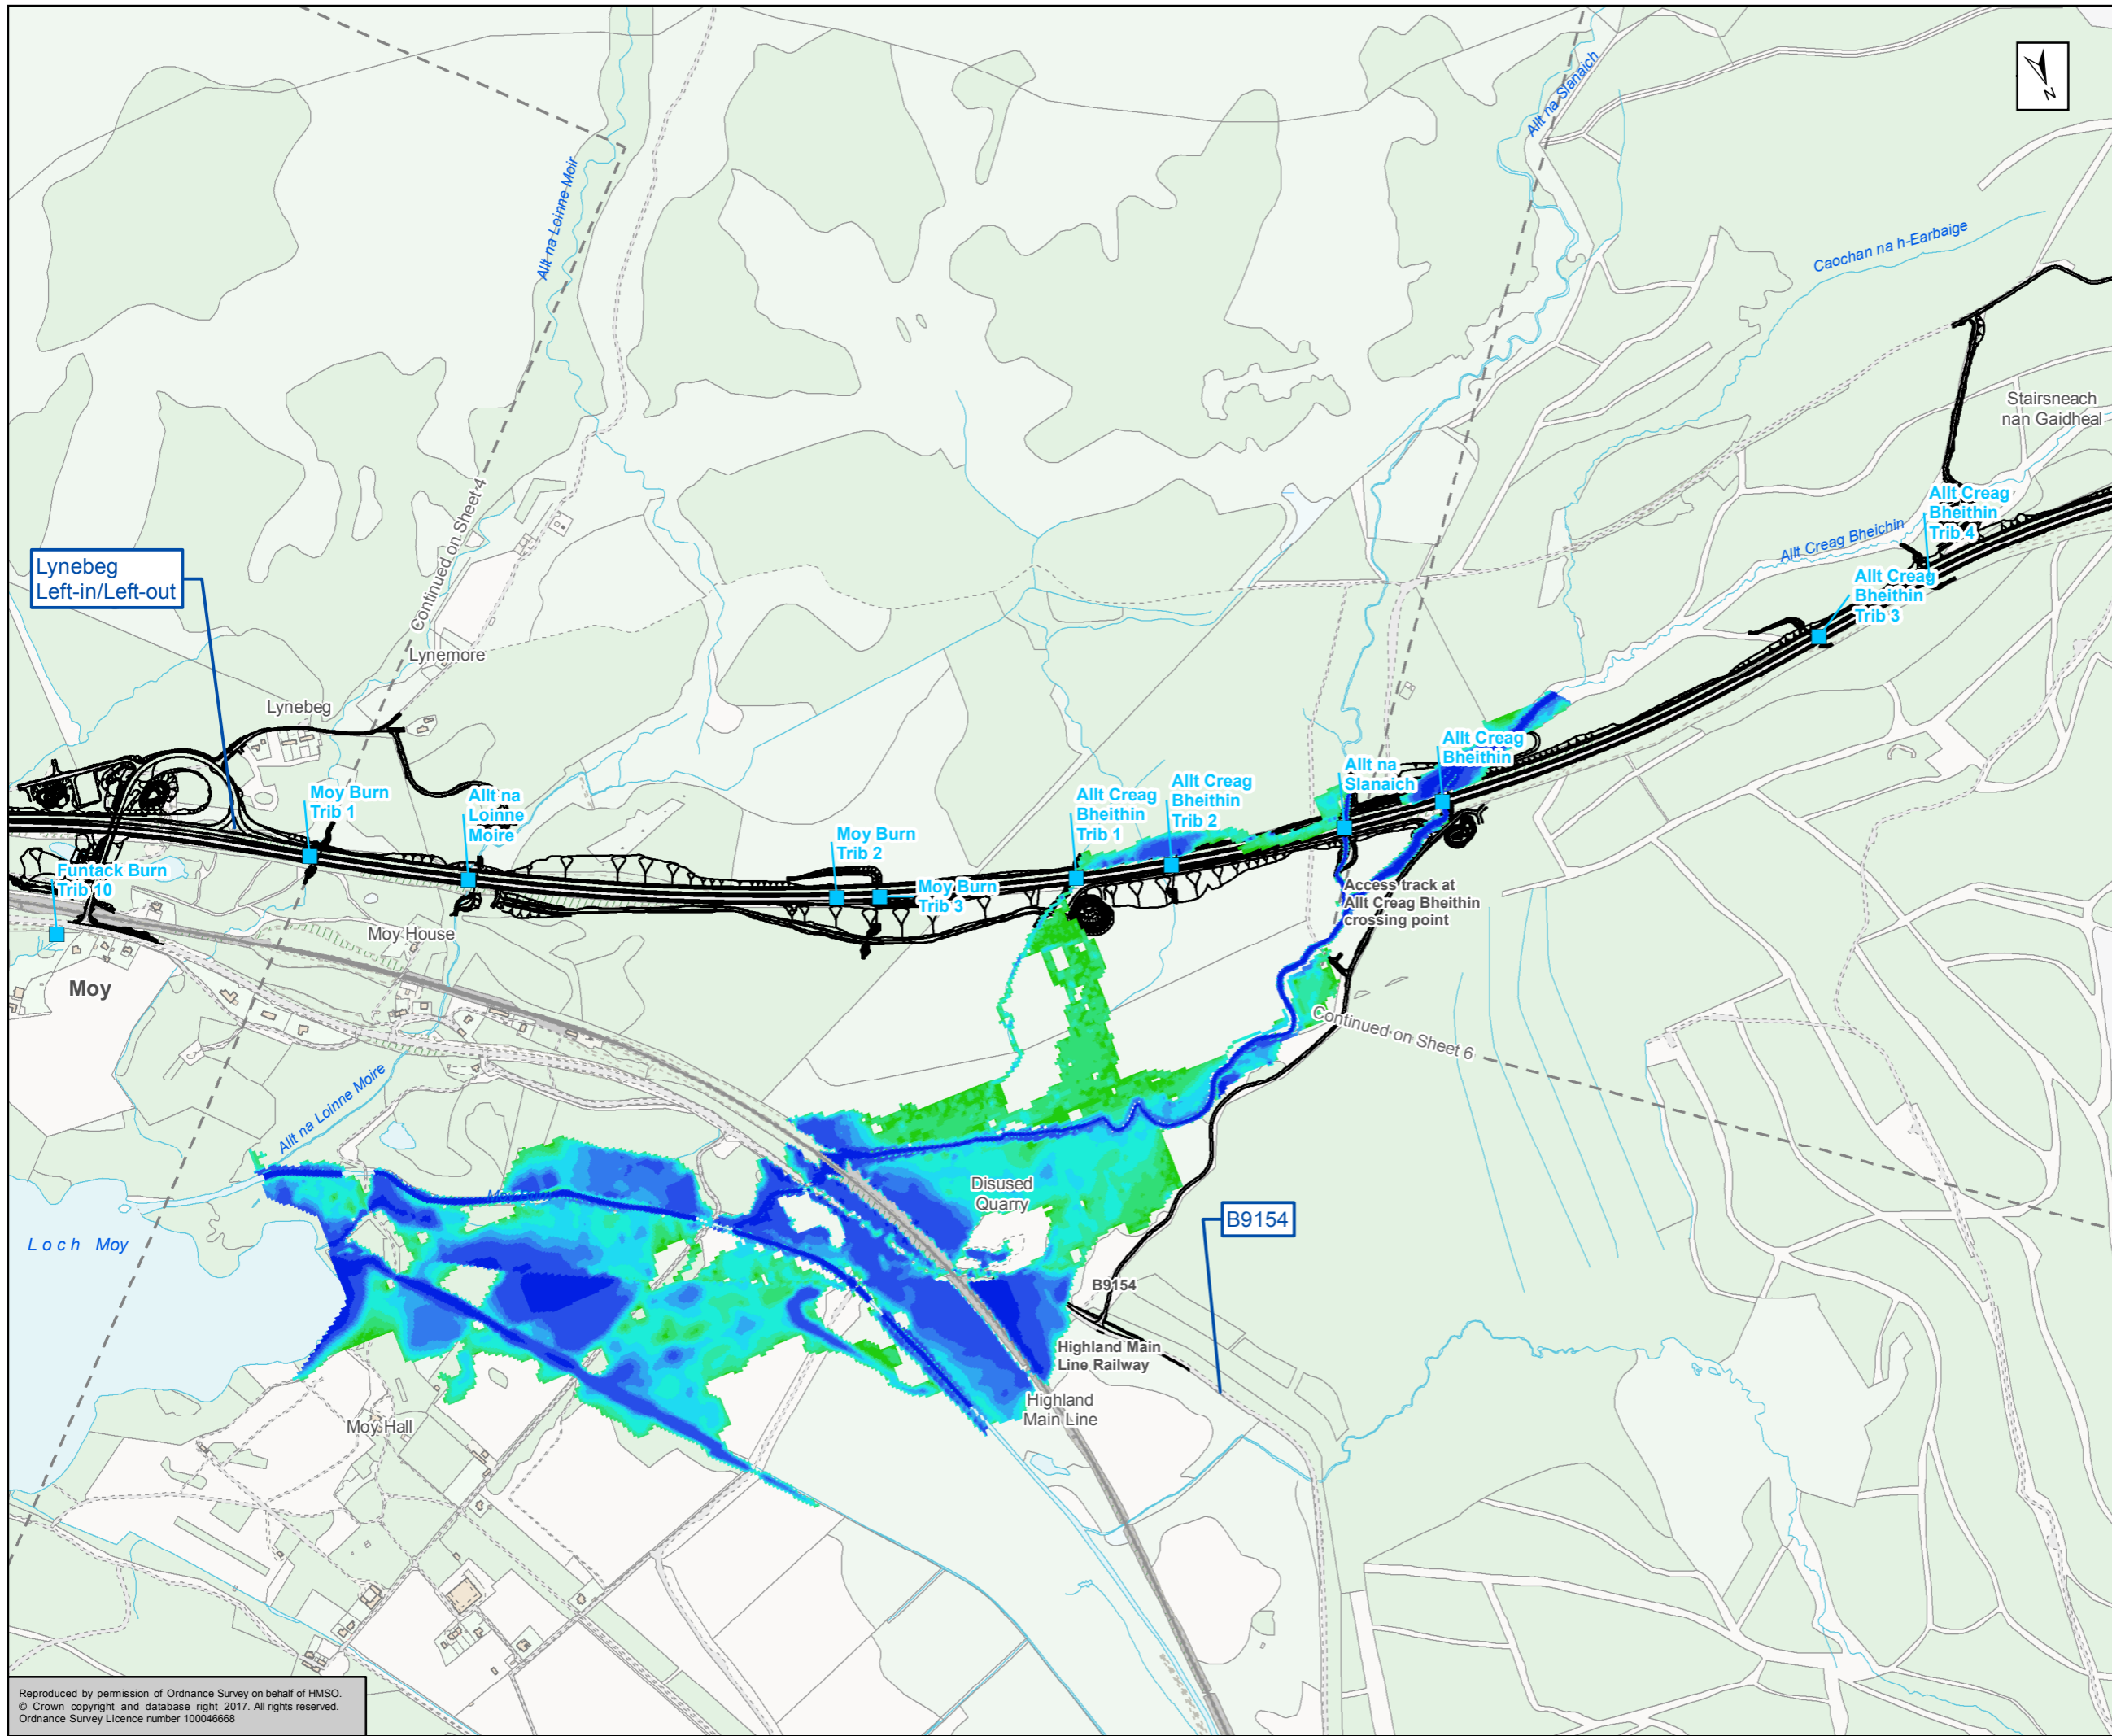 N
Allt na Slanaich
Allt na Loinne Moir
Caochan na h-Earbaige
Stairsneach
nan Gaidheal
Continued on Sheet 4
Allt Creag
Bheithin
Trib 4
Allt Creag Bheichin
Lynebeg
Left-in/Left-out
Allt Creag
Bheithin
Trib 3
Lynemore
Lynebeg
Allt Creag
Bheithin
Allt na
Slanaich
Moy Burn
Trib 1
Allt na
Loinne
Moire
Allt Creag
Bheithin
Trib 1
Allt Creag
Bheithin
Trib 2
Moy Burn
Trib 2
Moy Burn
Trib 3
Funtack Burn
Trib 10
Access track at
Allt Creag Bheithin
crossing point
Moy House
Moy
Continued on Sheet 6
Allt na Loinne Moire
Disused
Quarry
B9154
Loch Moy
B9154
Highland Main
Line Railway
Highland
Main Line
Moy Hall
Reproduced by permission of Ordnance Survey on behalf of HMSO.
© Crown copyright and database right 2017. All rights reserved.
Ordnance Survey Licence number 100046668